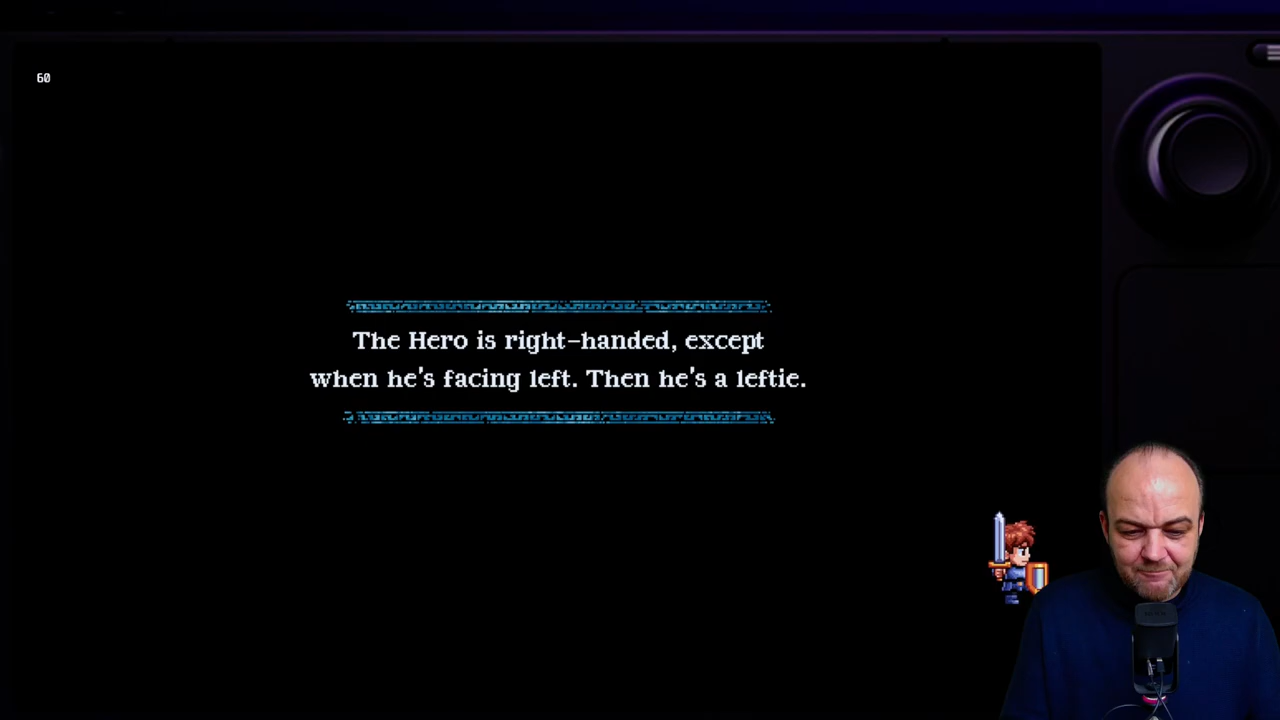 60
The Hero is right-handed, except
when he's facing left. Then he's a leftie.